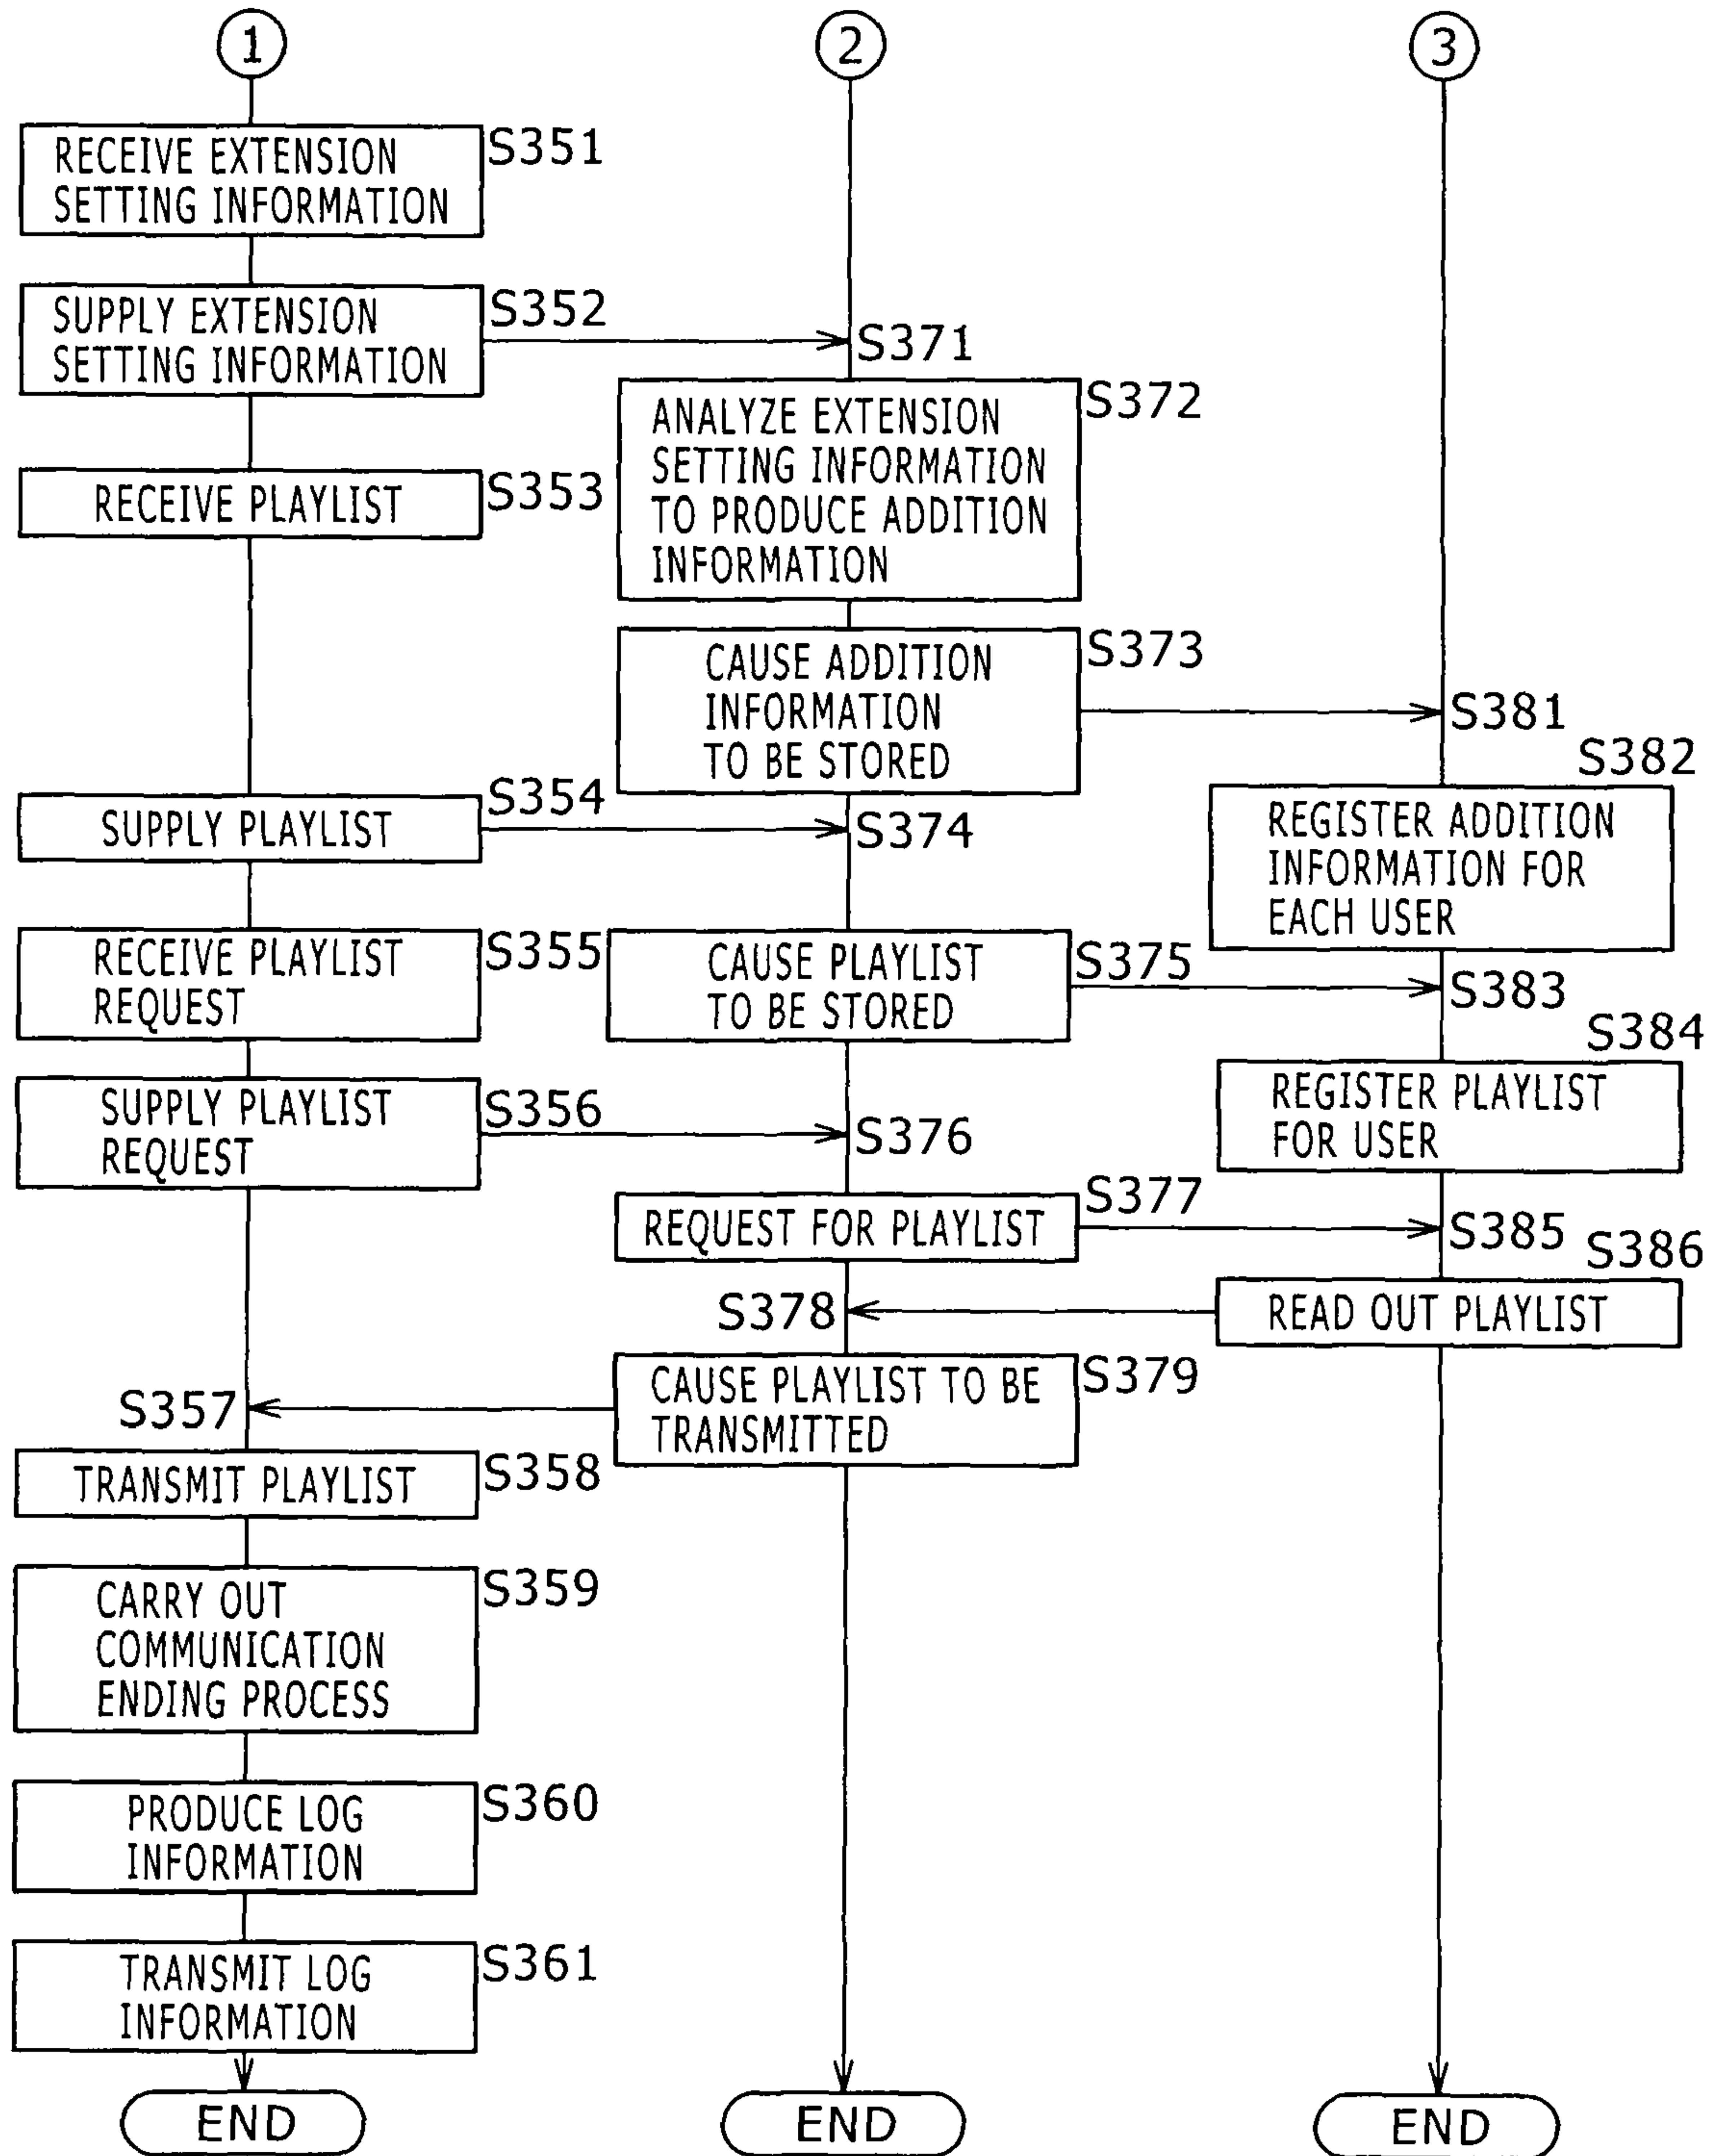 1
2
3
RECEIVE EXTENSION
SETTING INFORMATION
S351
SUPPLY EXTENSION
SETTING INFORMATION
S352
S371
ANALYZE EXTENSION
SETTING INFORMATION
TO PRODUCE ADDITION
INFORMATION
S372
RECEIVE PLAYLIST
S353
CAUSE ADDITION
INFORMATION
TO BE STORED
S373
S381
S382
REGISTER ADDITION
INFORMATION FOR
EACH USER
SUPPLY PLAYLIST
S354
S374
RECEIVE PLAYLIST
REQUEST
S355
CAUSE PLAYLIST
TO BE STORED
S375
S383
S384
REGISTER PLAYLIST
FOR USER
SUPPLY PLAYLIST
REQUEST
S356
S376
REQUEST FOR PLAYLIST
S377
S385
S386
READ OUT PLAYLIST
S378
CAUSE PLAYLIST TO BE
TRANSMITTED
S379
S357
TRANSMIT PLAYLIST
S358
CARRY OUT
COMMUNICATION
ENDING PROCESS
S359
PRODUCE LOG
INFORMATION
S360
TRANSMIT LOG
INFORMATION
S361
END
END
END